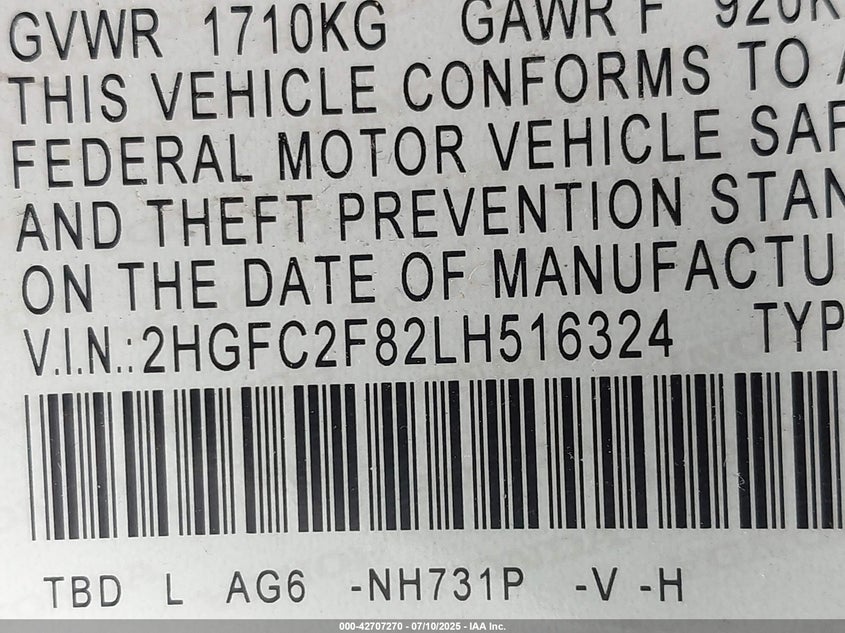 GVWR 1710KG GAWR F 920K
THIS VEHICLE CONFORMS TO A
FEDERAL MOTOR VEHICLE SAF
AND THEFT PREVENTION STAN
ON THE DATE OF MANUFACTU
V.I.N.:2HGFC2F82LH516324 TYP
TBD L AG6 -NH731P -V -H
000-42707270 - 07/10/2025 - IAA Inc.